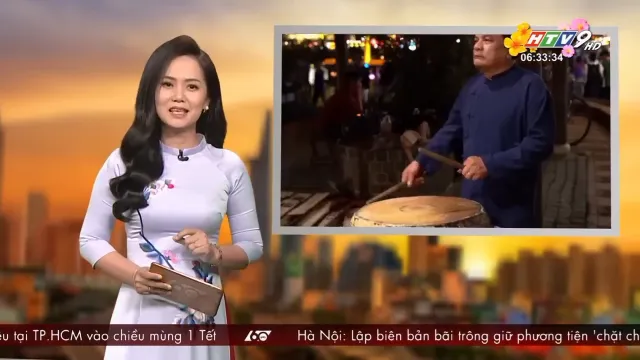 HTV9 HD
06:33:34
ều tại TP.HCM vào chiều mùng 1 Tết 60 Hà Nội: Lập biên bản bãi trông giữ phương tiện 'chặt ch